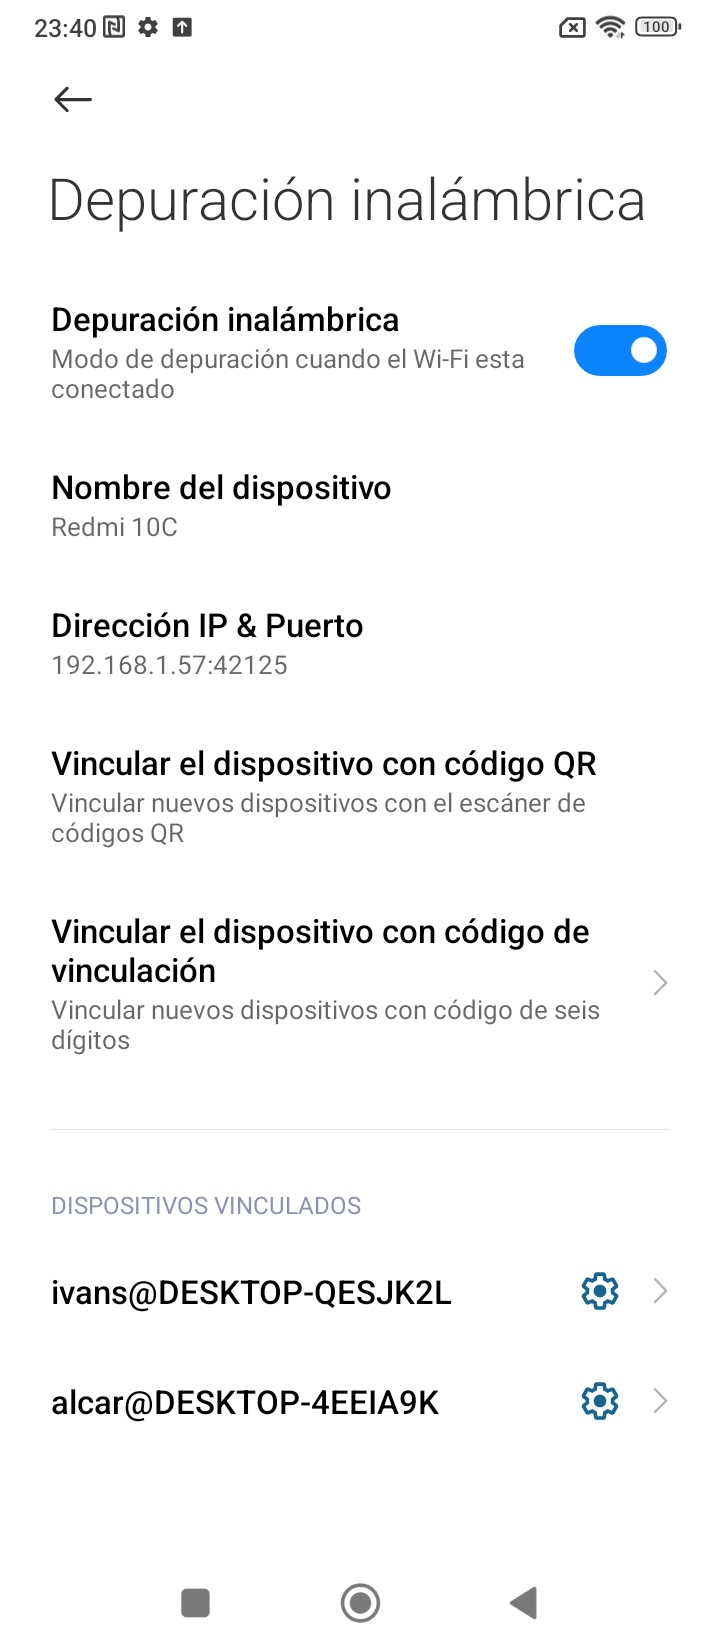 23:40
100
Depuración inalámbrica
Depuración inalámbrica
Modo de depuración cuando el Wi-Fi esta
conectado
Nombre del dispositivo
Redmi 10C
Dirección IP & Puerto
192.168.1.57:42125
Vincular el dispositivo con código QR
Vincular nuevos dispositivos con el escáner de
códigos QR
Vincular el dispositivo con código de
vinculación
Vincular nuevos dispositivos con código de seis
dígitos
DISPOSITIVOS VINCULADOS
ivans@DESKTOP-QESJK2L
alcar@DESKTOP-4EEIA9K